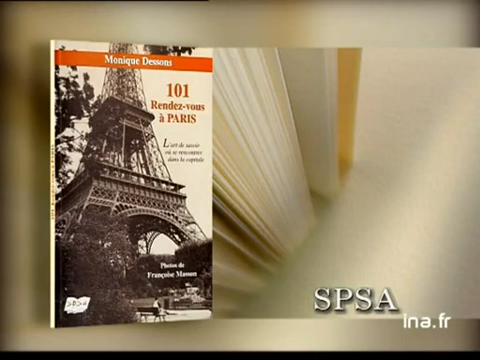 Monique Dessons
101
Rendez-vous
à PARIS
L'art de savoir
où se rencontrer
dans la capitale
Photos de
Françoise Masson
SPSA
ina.fr